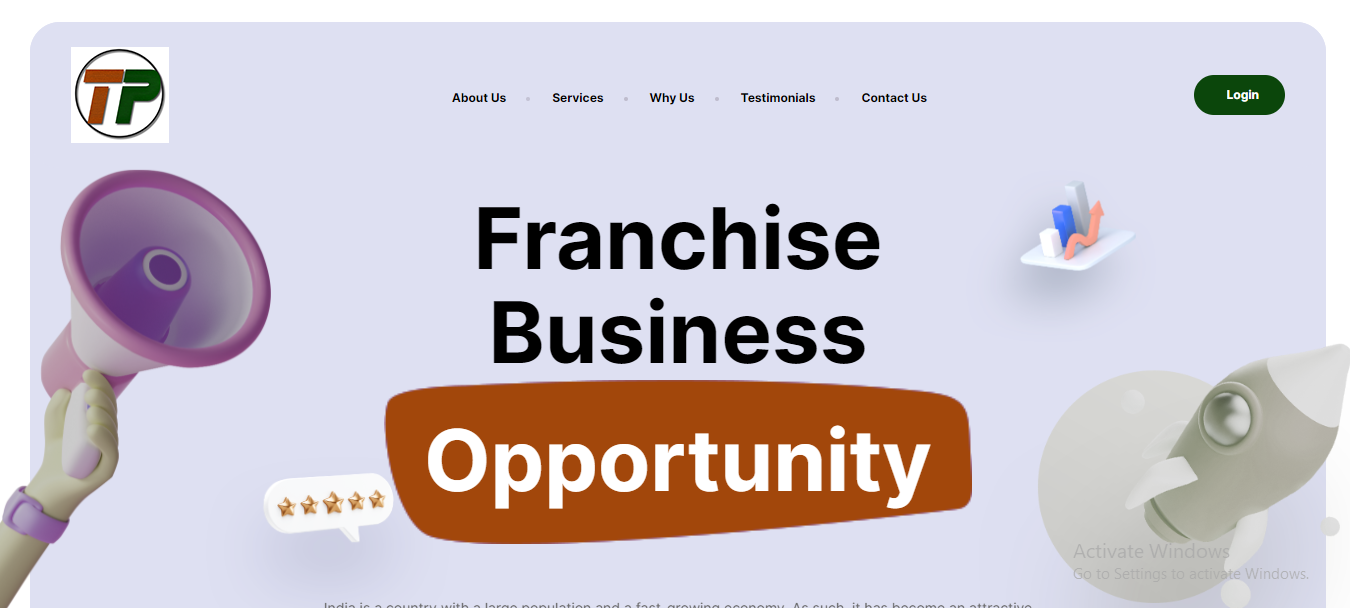 TP
About Us
Services
Why Us
Testimonials
Contact Us
Login
Franchise
Business
Opportunity
Activate Windows
Go to Settings to activate Windows.
India is a country with a large population and a fast-growing economy. As such, it has become an attractive